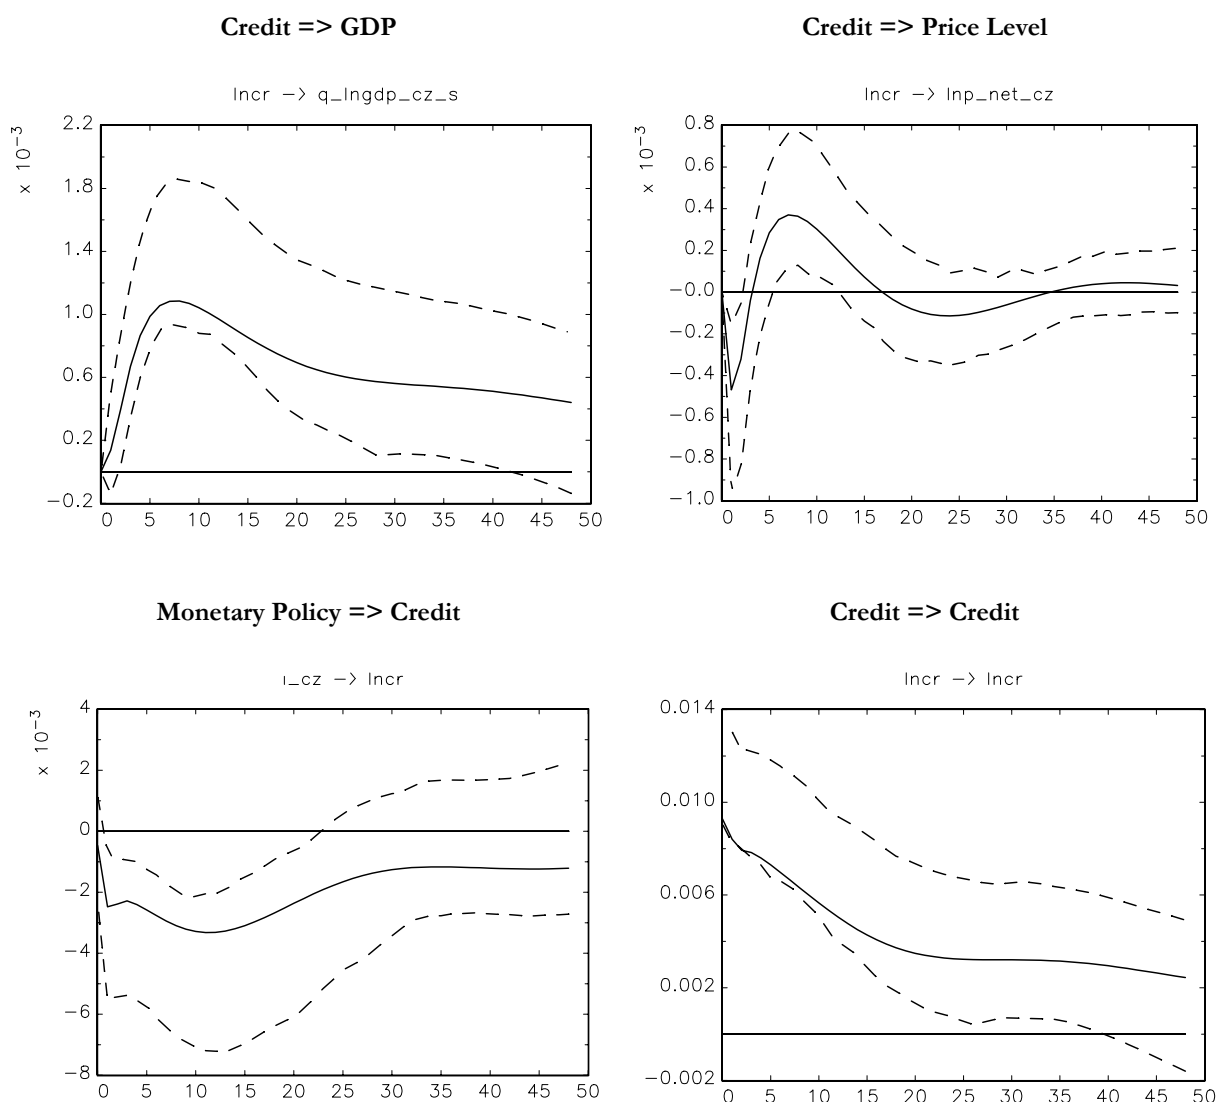 Credit => GDP
Credit => Price Level
lncr -> q_lngdp_cz_s
lncr -> lnp_net_cz
x 10^-3
2.2
1.8
1.4
1.0
0.6
0.2
-0.2
0 5 10 15 20 25 30 35 40 45 50
x 10^-3
0.8
0.6
0.4
0.2
-0.0
-0.2
-0.4
-0.6
-0.8
-1.0
0 5 10 15 20 25 30 35 40 45 50
Monetary Policy => Credit
Credit => Credit
i_cz -> lncr
lncr -> lncr
x 10^-3
4
2
0
-2
-4
-6
-8
0 5 10 15 20 25 30 35 40 45 50
0.014
0.010
0.006
0.002
-0.002
0 5 10 15 20 25 30 35 40 45 50